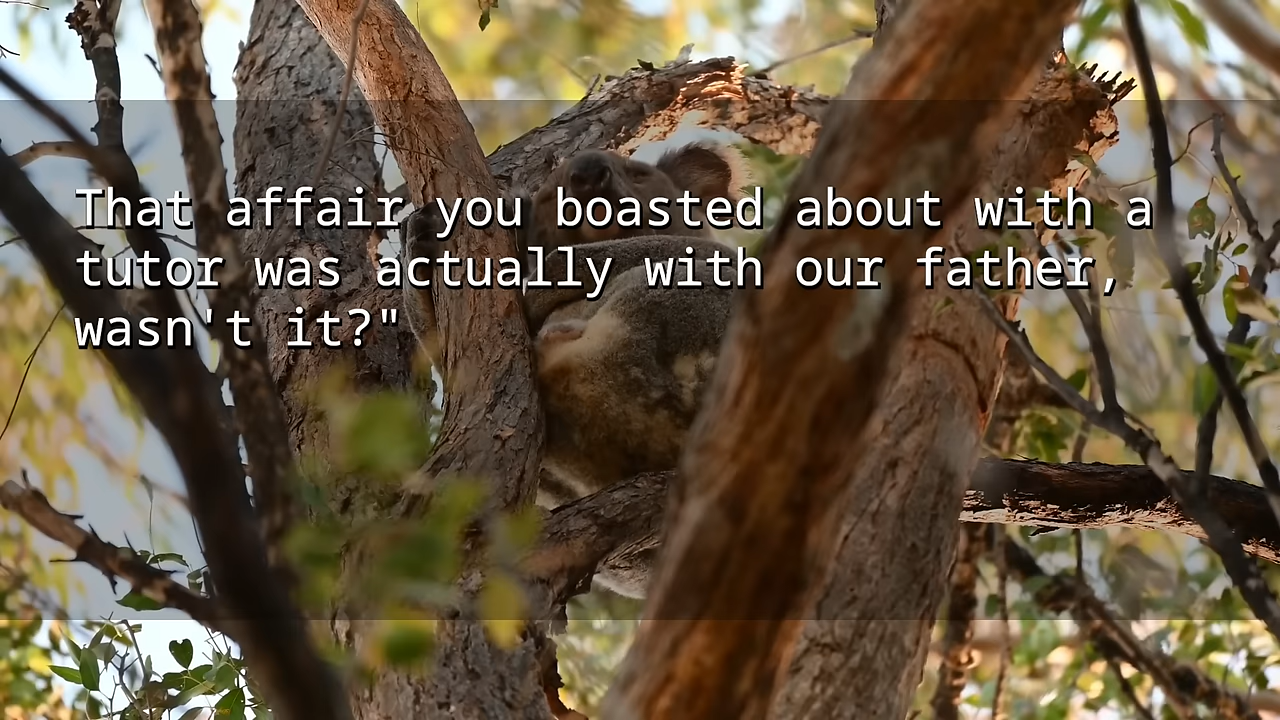 That affair you boasted about with a
tutor was actually with our father,
wasn't it?"